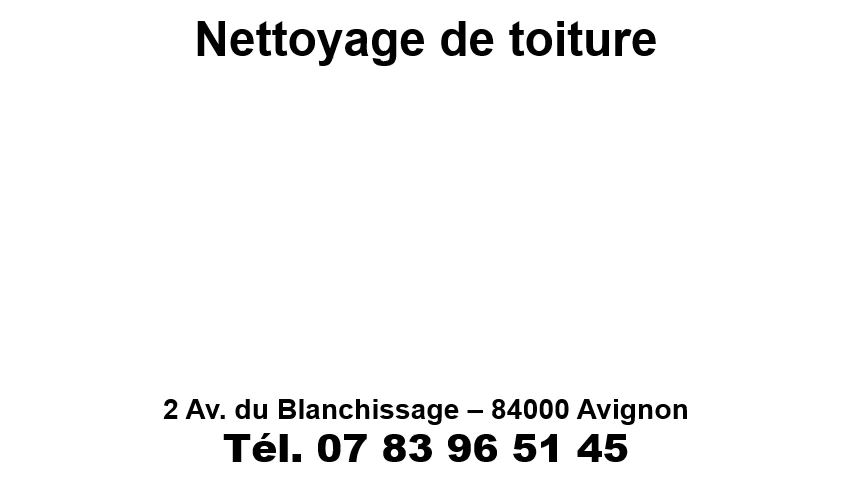 Nettoyage de toiture
2 Av. du Blanchissage – 84000 Avignon
Tél. 07 83 96 51 45